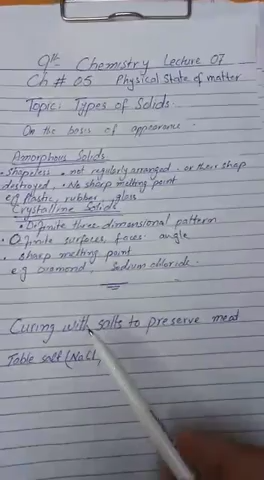 9th Chemistry Lecture 07
Ch # 05 Physical State of matter
Topic: Types of Solids.
On the basis of appearance.
Amorphous Solids
• Shapeless • not regularly arranged • or their shap
destroyed, • No sharp melting point
e.g Plastic, rubber, glass
Crystalline Solids
• Definite three dimensional pattern
• Definite surfaces, faces. angle
• sharp melting point
e.g Diamond, Sodium chloride.
Curing with salts to preserve meat
Table salt (NaCl,